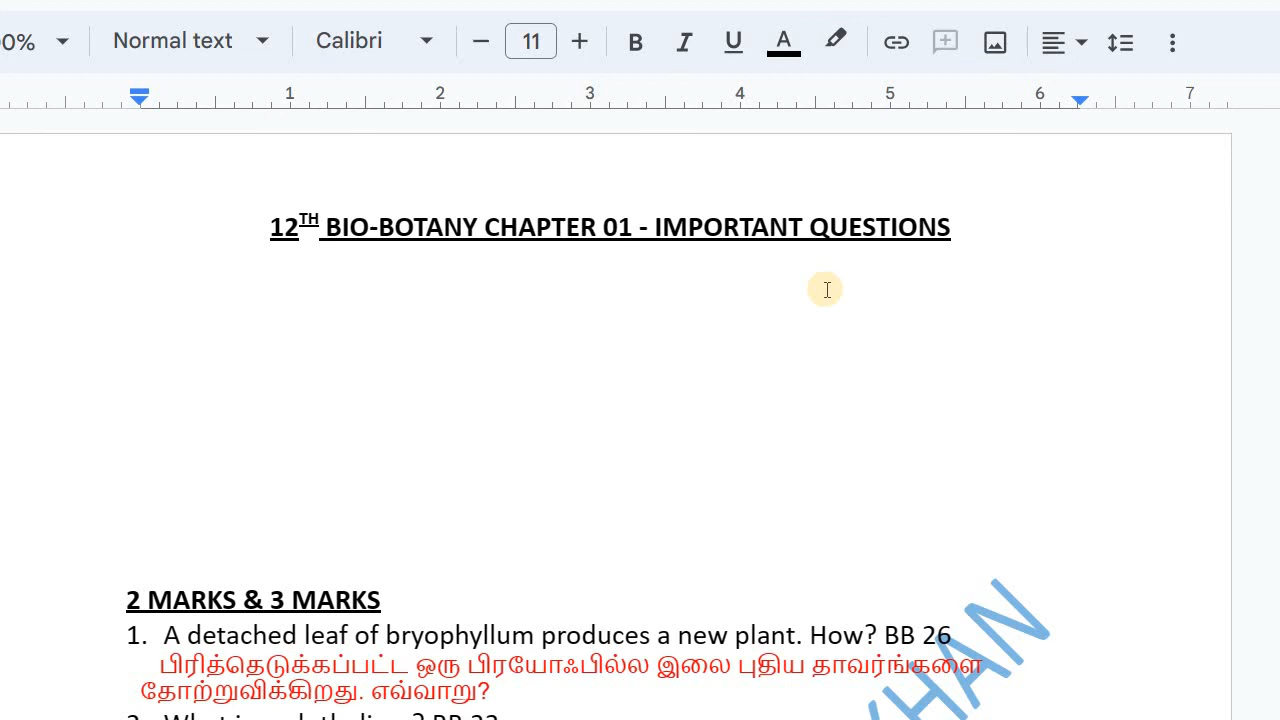 0%
Normal text
Calibri
11
B I U A
1 2 3 4 5 6 7
12TH BIO-BOTANY CHAPTER 01 - IMPORTANT QUESTIONS
2 MARKS & 3 MARKS
1. A detached leaf of bryophyllum produces a new plant. How? BB 26
பிரித்தெடுக்கப்பட்ட ஒரு பிரயோஃபில்ல இலை புதிய தாவர்ங்களை
தோற்றுவிக்கிறது. எவ்வாறு?
KHAN